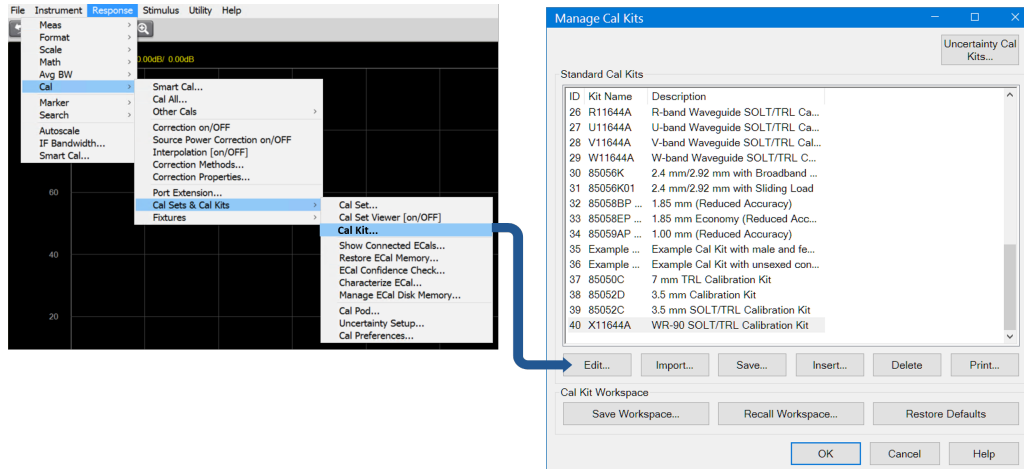 File Instrument Response Stimulus Utility Help
Meas
Format
Scale
Math
Avg BW
Cal
Marker
Search
Autoscale
IF Bandwidth...
Smart Cal...
0.00dB/ 0.00dB
60
40
20
Smart Cal...
Cal All...
Other Cals
Correction on/OFF
Source Power Correction on/OFF
Interpolation [on/OFF]
Correction Methods...
Correction Properties...
Port Extension...
Cal Sets & Cal Kits
Fixtures
Cal Set...
Cal Set Viewer [on/OFF]
Cal Kit...
Show Connected ECals...
Restore ECal Memory...
ECal Confidence Check...
Characterize ECal...
Manage ECal Disk Memory...
Cal Pod...
Uncertainty Setup...
Cal Preferences...
Manage Cal Kits
Uncertainty Cal
Kits...
Standard Cal Kits
ID Kit Name Description
26 R11644A R-band Waveguide SOLT/TRL Ca...
27 U11644A U-band Waveguide SOLT/TRL Ca...
28 V11644A V-band Waveguide SOLT/TRL Cal...
29 W11644A W-band Waveguide SOLT/TRL C...
30 85056K 2.4 mm/2.92 mm with Broadband ...
31 85056K01 2.4 mm/2.92 mm with Sliding Load
32 85058BP ... 1.85 mm (Reduced Accuracy)
33 85058EP ... 1.85 mm Economy (Reduced Acc...
34 85059AP ... 1.00 mm (Reduced Accuracy)
35 Example ... Example Cal Kit with male and fe...
36 Example ... Example Cal Kit with unsexed con...
37 85050C 7 mm TRL Calibration Kit
38 85052D 3.5 mm Calibration Kit
39 85052C 3.5 mm SOLT/TRL Calibration Kit
40 X11644A WR-90 SOLT/TRL Calibration Kit
Edit... Import... Save... Insert... Delete Print...
Cal Kit Workspace
Save Workspace... Recall Workspace... Restore Defaults
OK Cancel Help